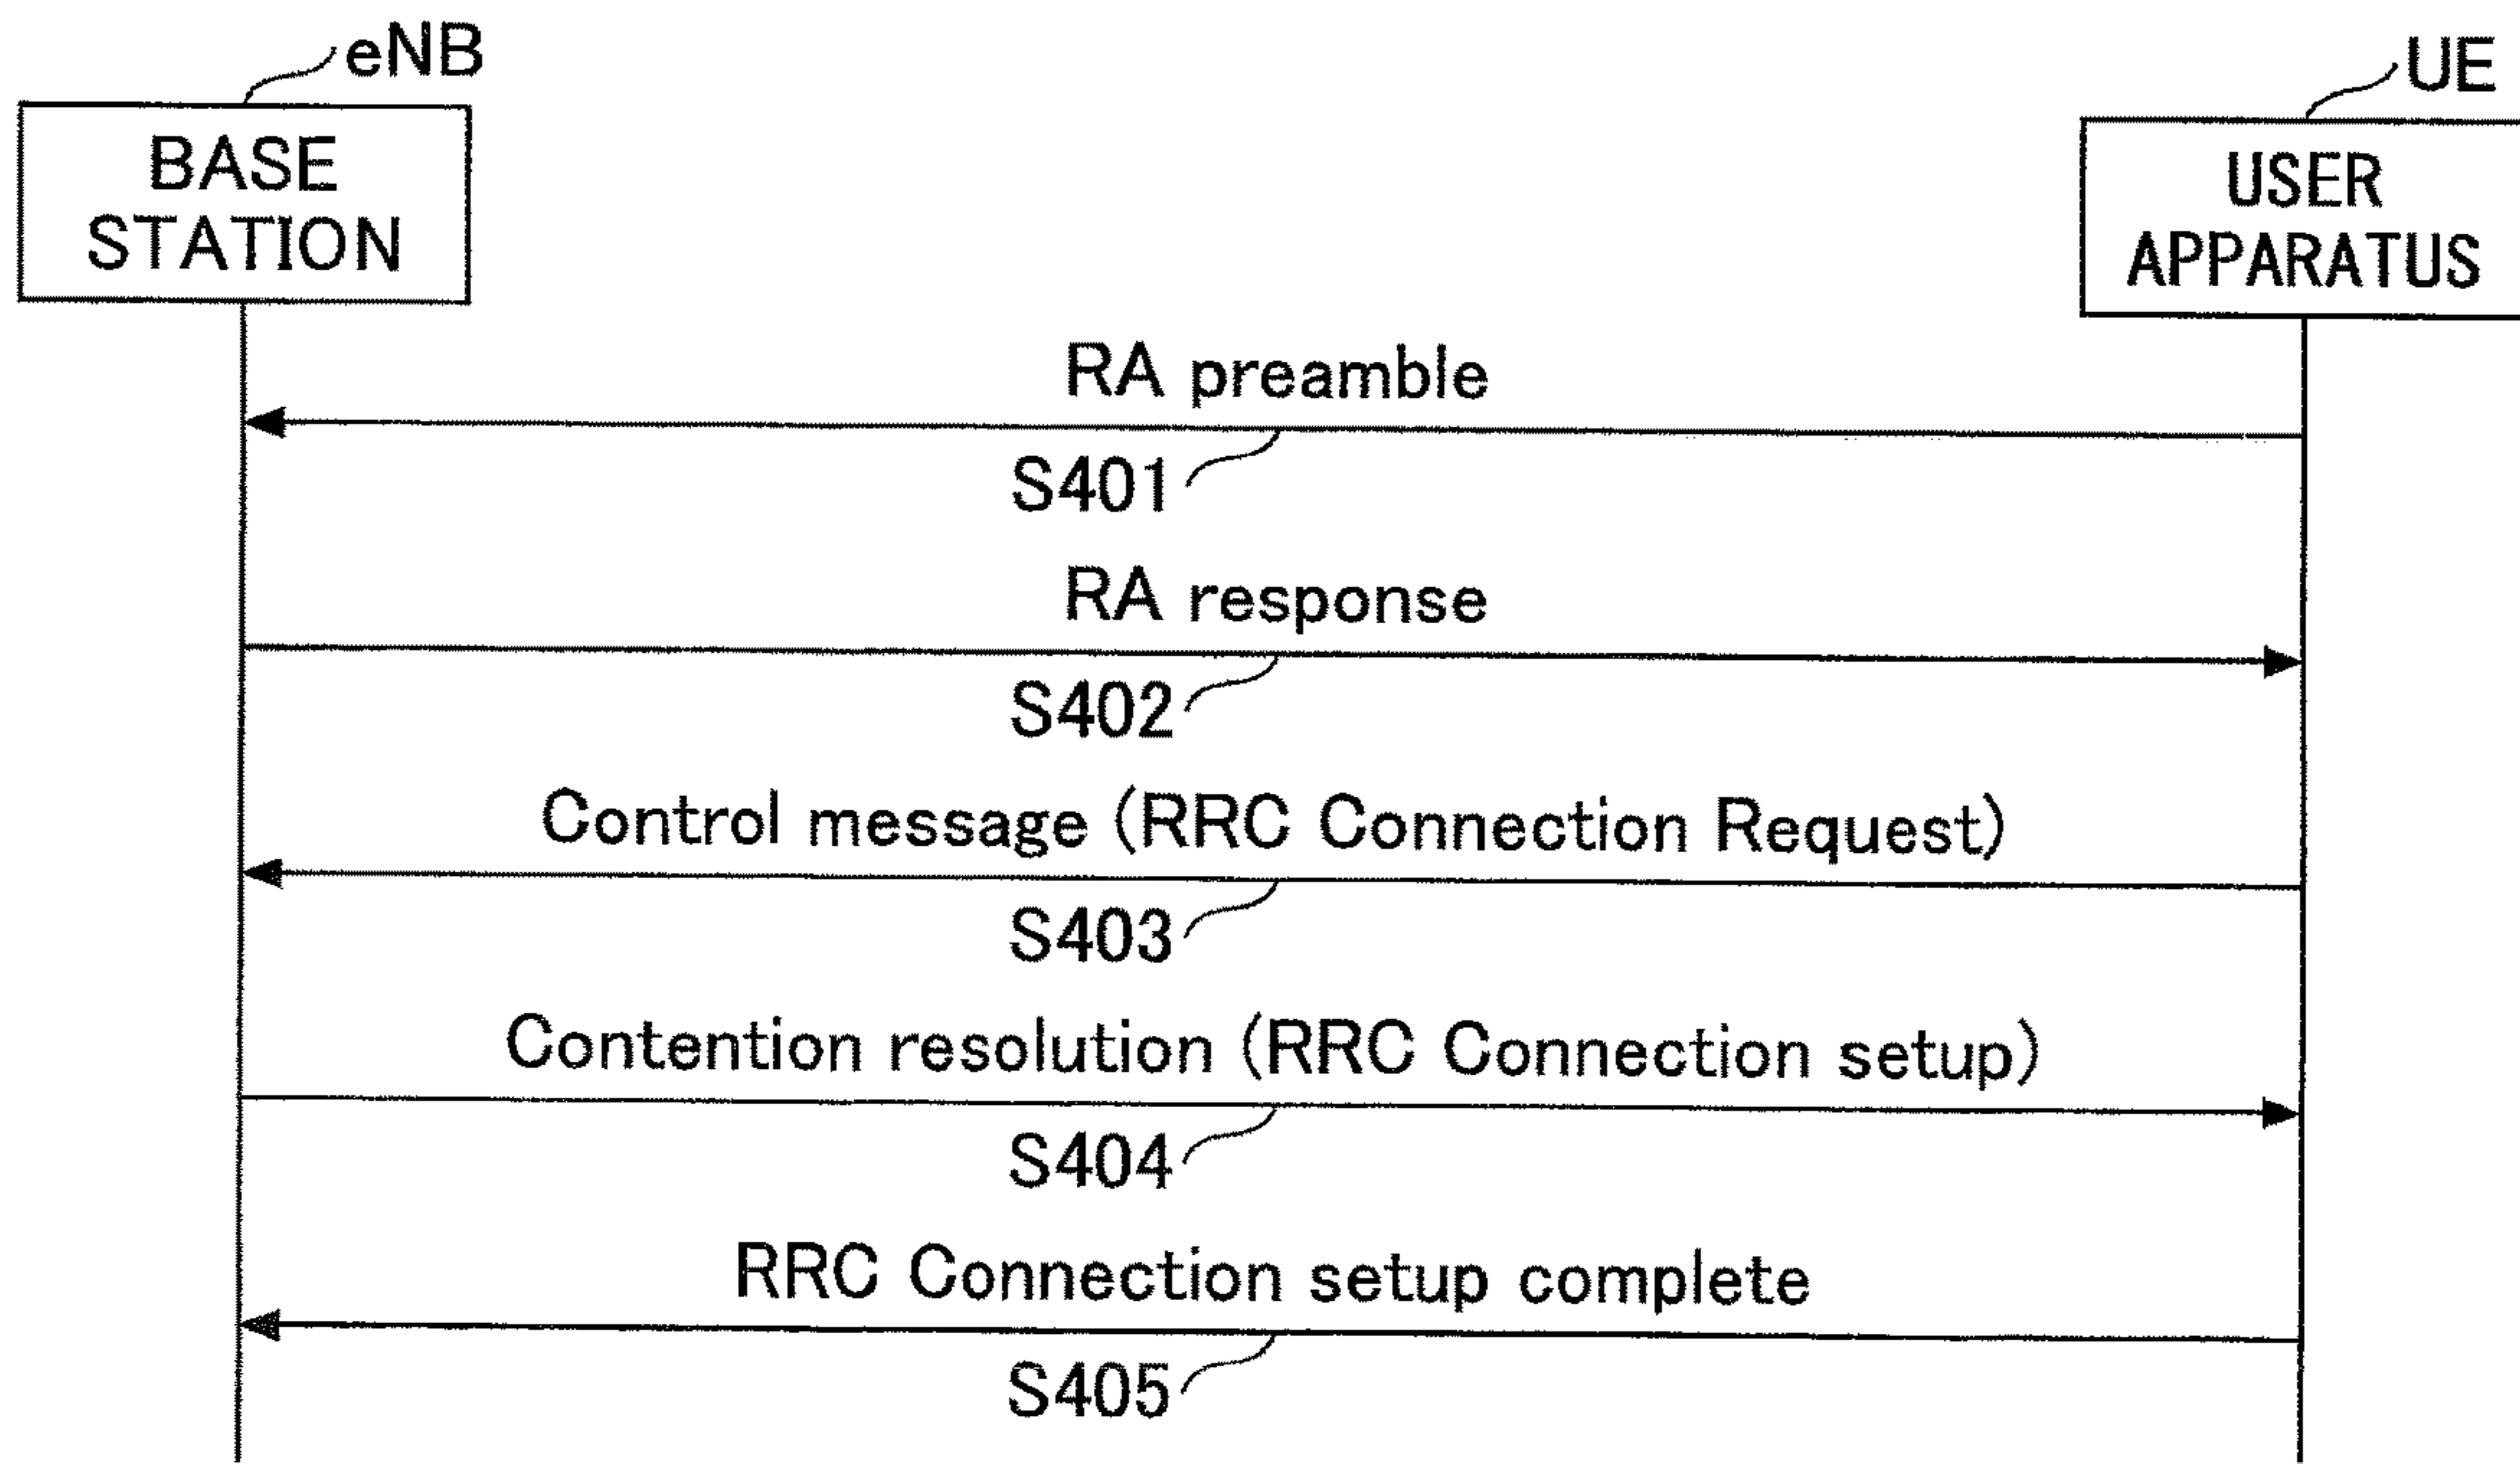 eNB
UE
BASE
STATION
USER
APPARATUS
RA preamble
S401
RA response
S402
Control message (RRC Connection Request)
S403
Contention resolution (RRC Connection setup)
S404
RRC Connection setup complete
S405